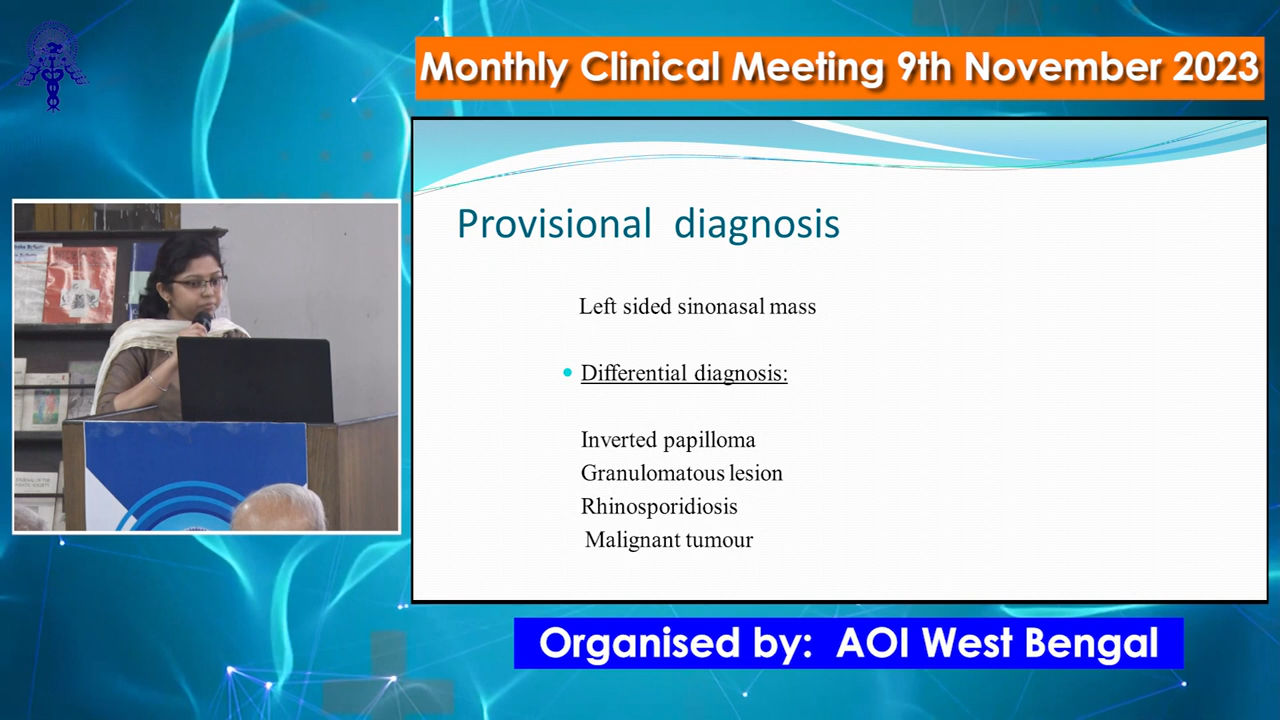 Monthly Clinical Meeting 9th November 2023
Provisional diagnosis
Left sided sinonasal mass
Differential diagnosis:
Inverted papilloma
Granulomatous lesion
Rhinosporidiosis
Malignant tumour
Organised by: AOI West Bengal